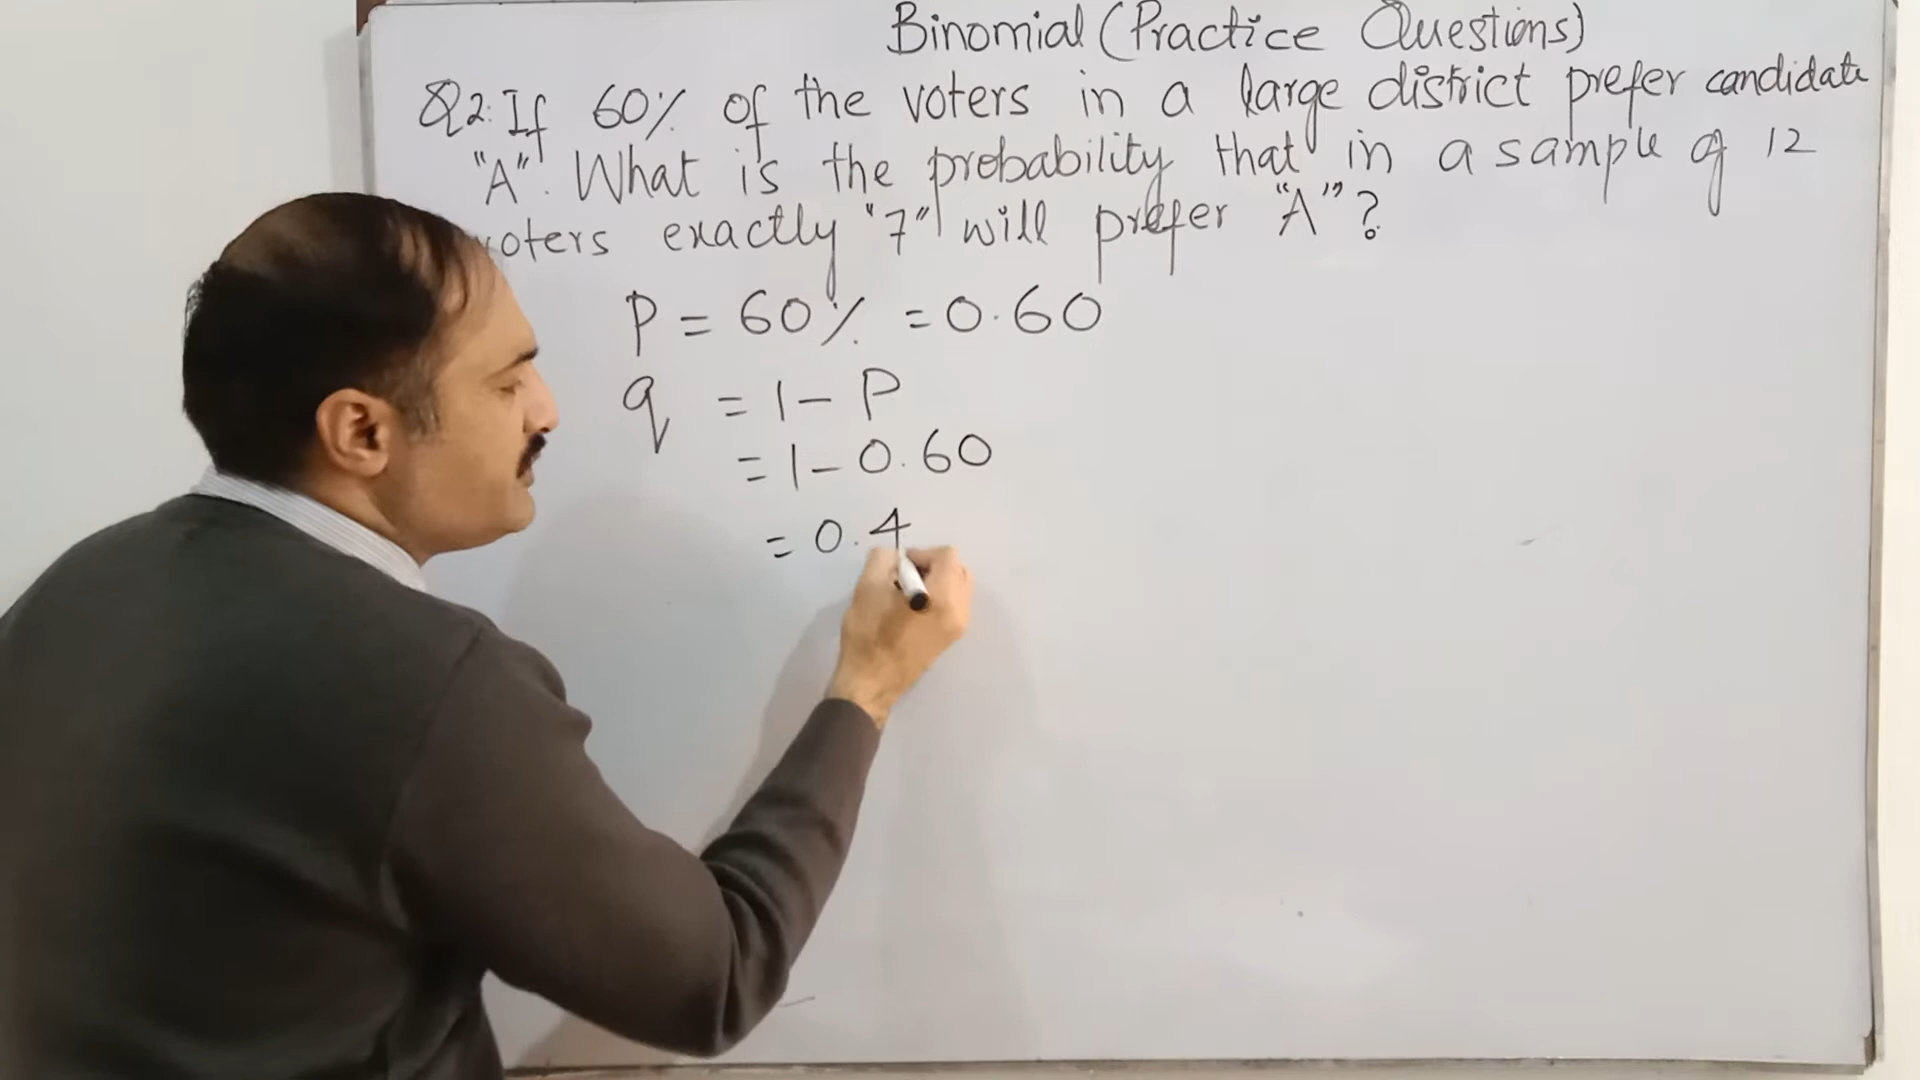 Binomial (Practice Questions)
Q2: If 60% of the voters in a large district prefer candidate
"A". What is the probability that in a sample of 12
voters exactly "7" will prefer "A"?
P = 60% = 0.60
q = 1 - P
= 1 - 0.60
= 0.4